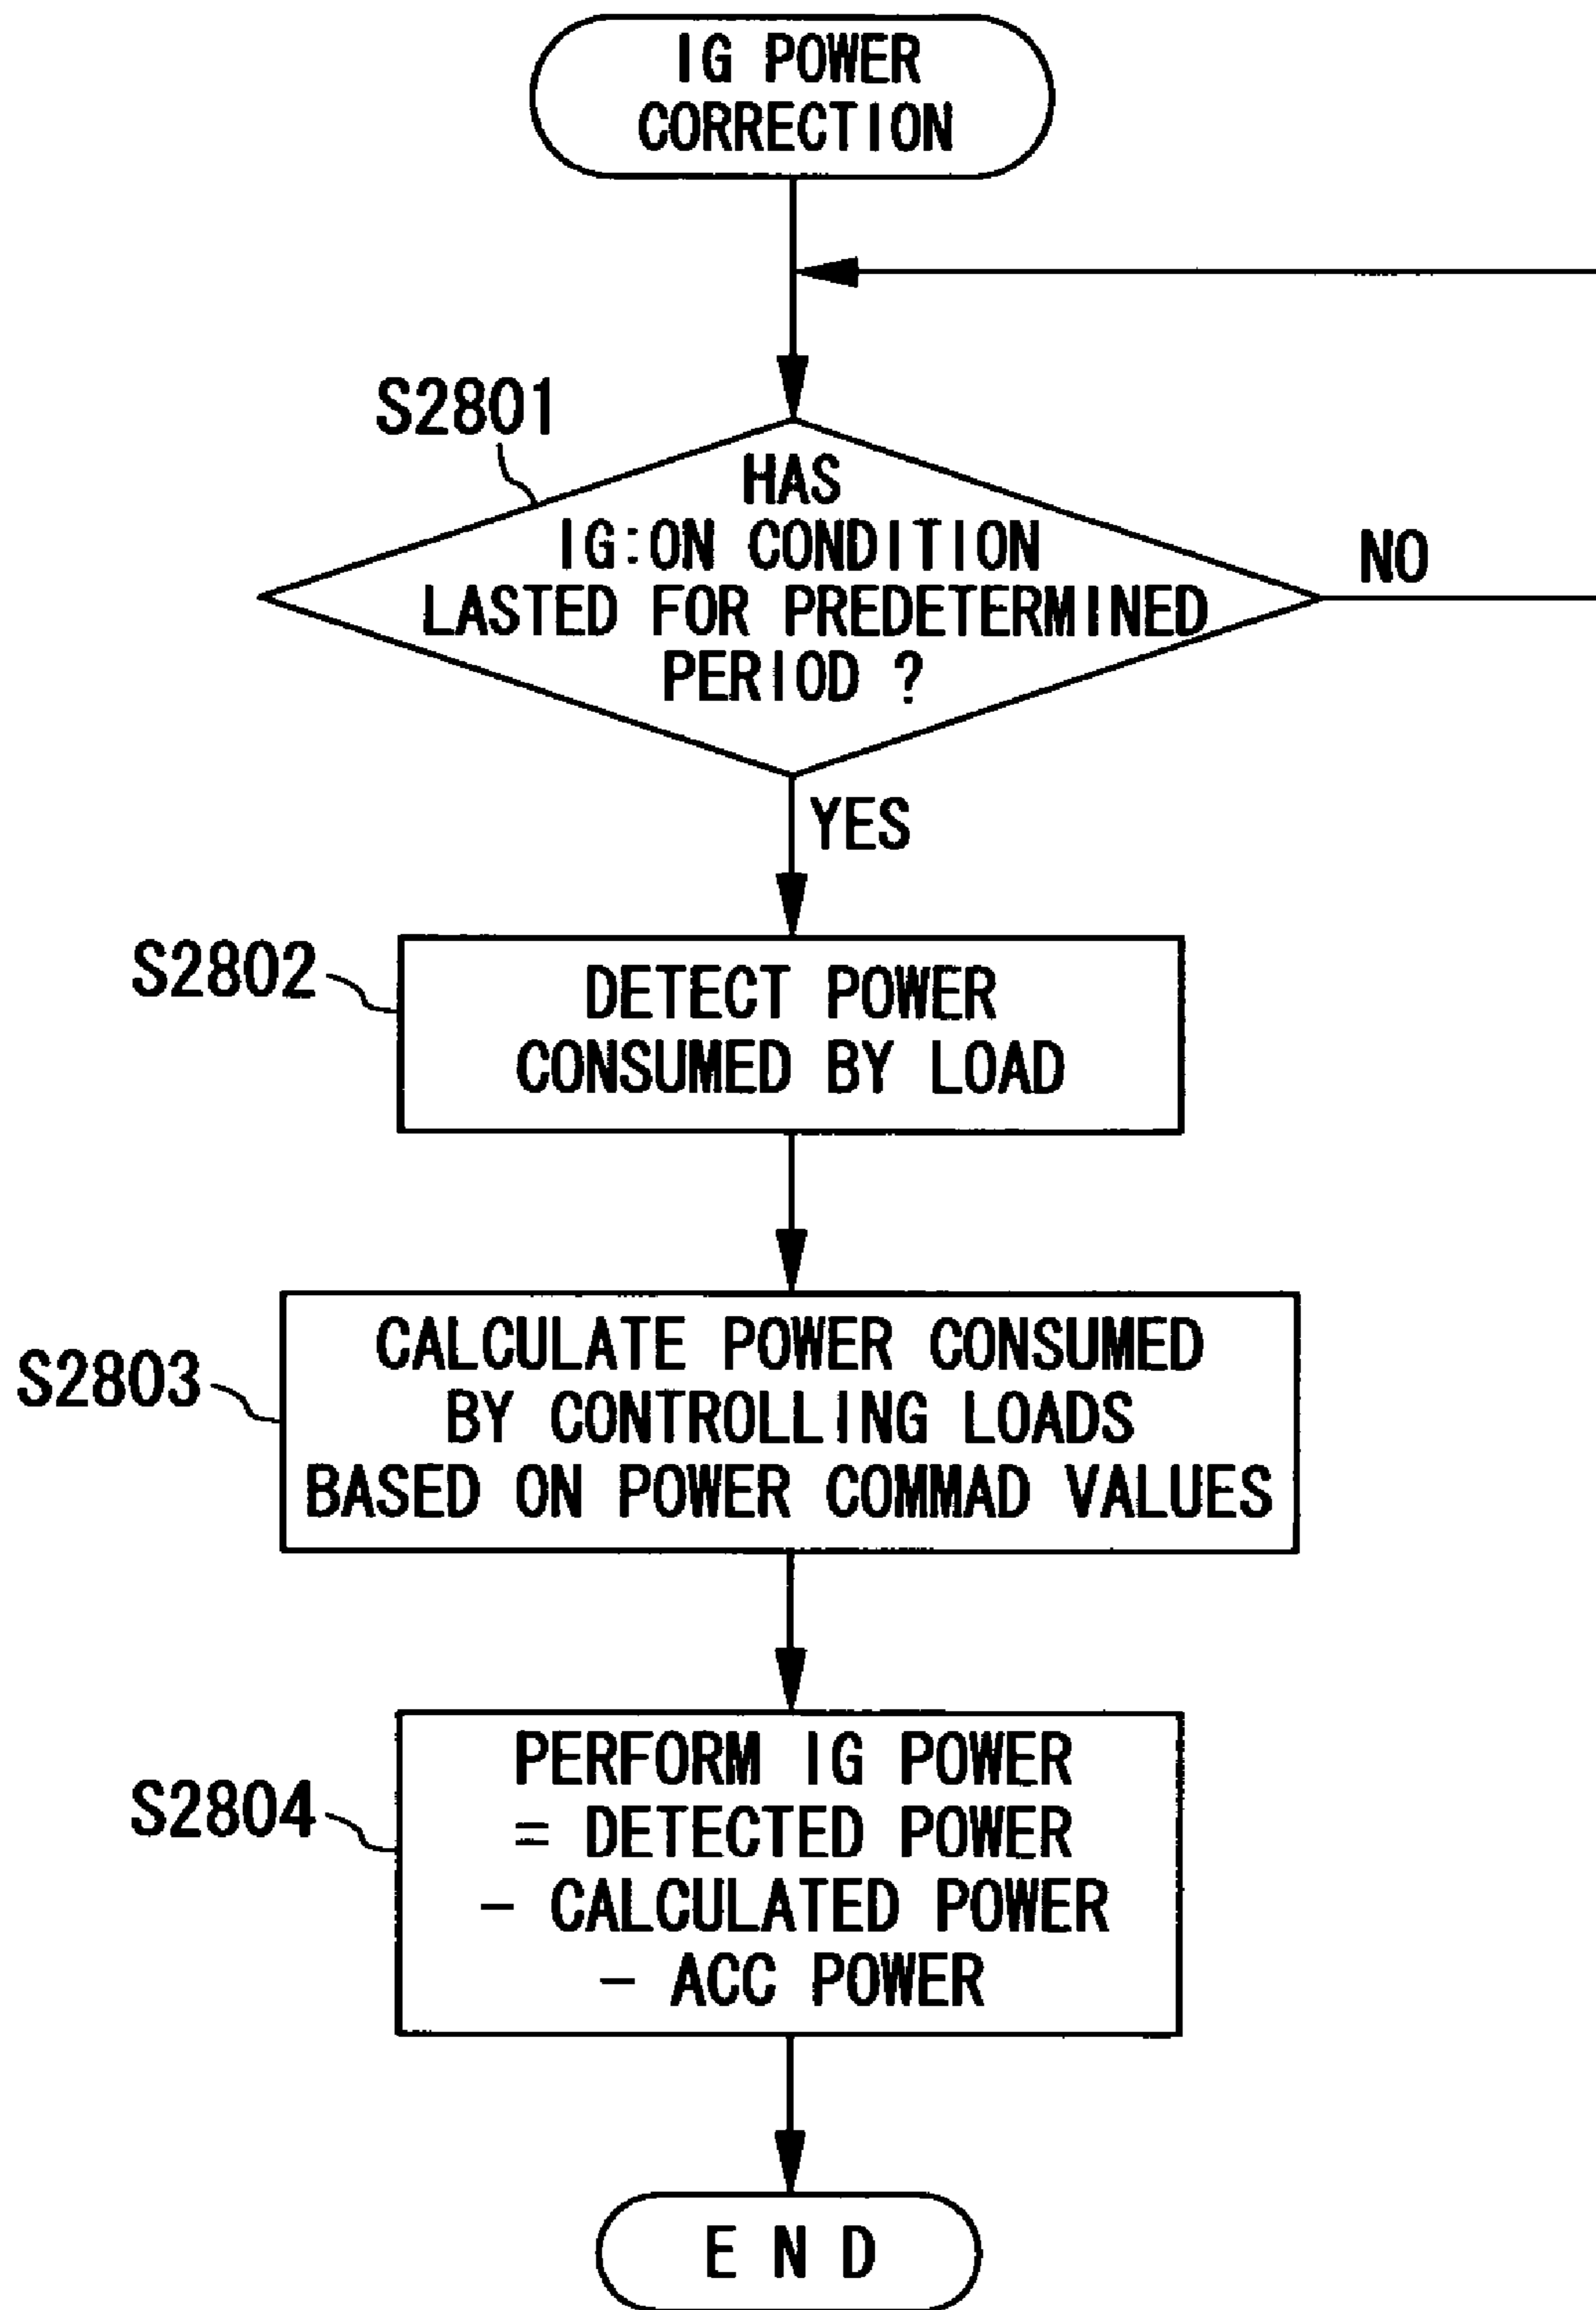 IG POWER
CORRECTION
S2801
HAS
IG:ON CONDITION
LASTED FOR PREDETERMINED
PERIOD ?
NO
YES
S2802
DETECT POWER
CONSUMED BY LOAD
S2803
CALCULATE POWER CONSUMED
BY CONTROLLING LOADS
BASED ON POWER COMMAD VALUES
S2804
PERFORM IG POWER
= DETECTED POWER
- CALCULATED POWER
- ACC POWER
END